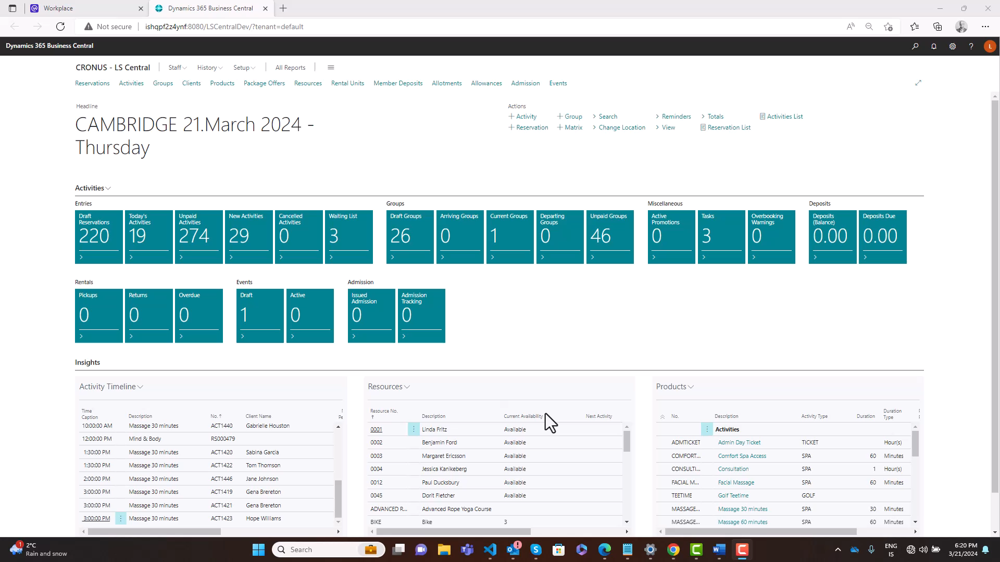 Workplace
Dynamics 365 Business Central
Not secure
ishqpf2z4ynf:8080/LSCentralDev/?tenant=default
Dynamics 365 Business Central
L
CRONUS - LS Central
Staff
History
Setup
All Reports
Reservations
Activities
Groups
Clients
Products
Package Offers
Resources
Rental Units
Member Deposits
Allotments
Allowances
Admission
Events
Headline
CAMBRIDGE 21.March 2024 -
Thursday
Actions
Activity
Group
Search
Reminders
Totals
Activities List
Reservation
Matrix
Change Location
View
Reservation List
Activities
Entries
Draft
Reservations
220
Today's
Activities
19
Unpaid
Activities
274
New Activities
29
Cancelled
Activities
0
Waiting List
3
Groups
Draft Groups
26
Arriving Groups
0
Current Groups
1
Departing
Groups
0
Unpaid Groups
46
Miscellaneous
Active
Promotions
0
Tasks
3
Overbooking
Warnings
0
Deposits
Deposits
(Balance)
0.00
Deposits Due
0.00
Rentals
Pickups
0
Returns
0
Overdue
0
Events
Draft
1
Active
0
Admission
Issued
Admission
0
Admission
Tracking
0
Insights
Activity Timeline
Time
Caption
Description
No. ↑
Client Name
10:00:00 AM Massage 30 minutes ACT1440 Gabrielle Houston
12:00:00 PM Mind & Body RS000479
1:30:00 PM Massage 30 minutes ACT1420 Sabina Garcia
1:30:00 PM Massage 30 minutes ACT1422 Tom Thomson
2:00:00 PM Massage 30 minutes ACT1446 Jane Johnson
3:00:00 PM Massage 30 minutes ACT1419 Gena Brereton
3:00:00 PM Massage 30 minutes ACT1421 Gena Brereton
3:00:00 PM Massage 30 minutes ACT1423 Hope Williams
Resources
Resource No.
↑
Description
Current Availability
Next Activity
0001 Linda Fritz Available
0002 Benjamin Ford Available
0003 Margaret Ericsson Available
0004 Jessica Kanikeberg Available
0012 Paul Ducksbury Available
0045 Dorit Fletcher Available
ADVANCED R... Advanced Rope Yoga Course
BIKE Bike 3
Products
No.
Description
Activity Type
Duration
Duration
Type
Activities
ADMTICKET Admin Day Ticket TICKET Hour(s)
COMFORT... Comfort Spa Access SPA 60 Minutes
CONSULTI... Consultation SPA 1 Hour(s)
FACIAL M... Facial Massage SPA 60 Minutes
TEETIME Golf Teetime GOLF
MASSAGE... Massage 30 minutes SPA 30 Minutes
MASSAGE... Massage 60 minutes SPA 60 Minutes
1
2°C
Rain and snow
Search
ENG
IS
6:20 PM
3/21/2024